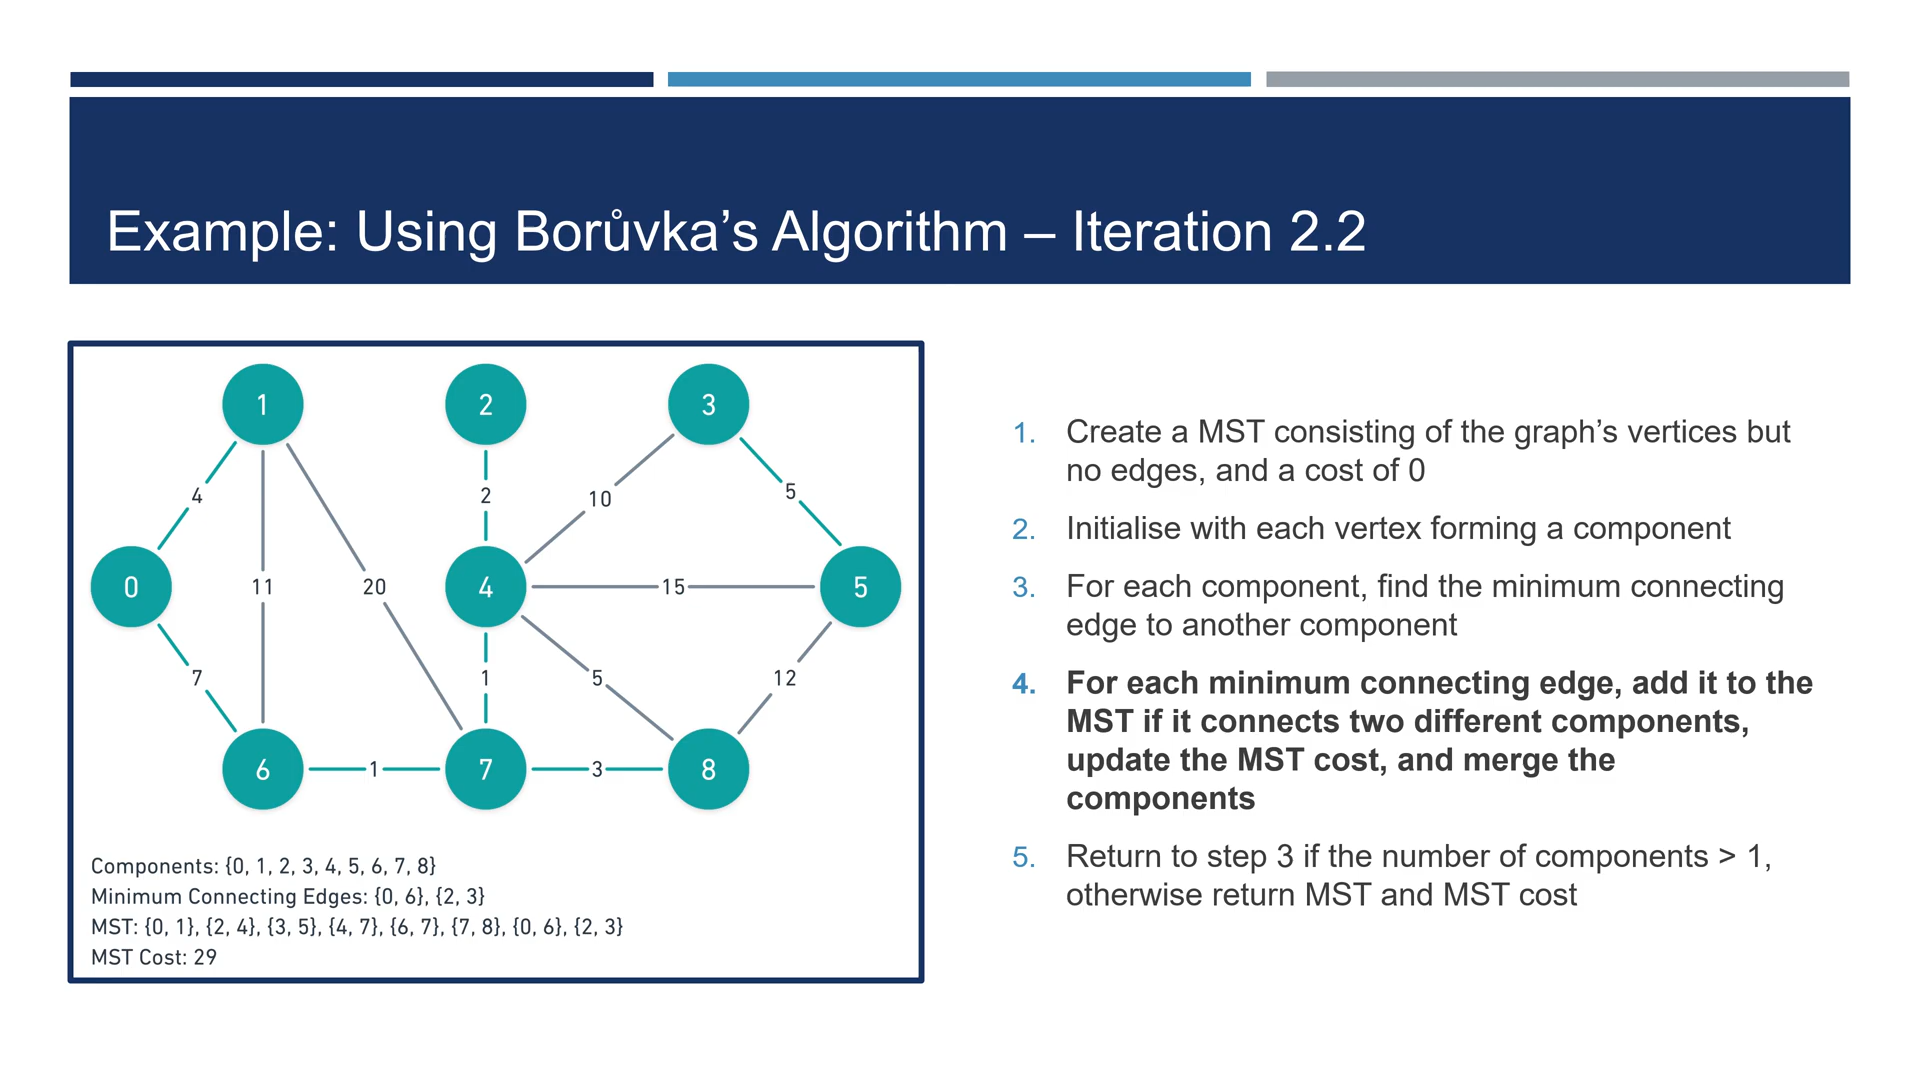 Example: Using Borůvka’s Algorithm – Iteration 2.2
1
2
3
4
2
10
5
0
11
20
4
15
5
7
1
5
12
6
1
7
3
8
Components: {0, 1, 2, 3, 4, 5, 6, 7, 8}
Minimum Connecting Edges: {0, 6}, {2, 3}
MST: {0, 1}, {2, 4}, {3, 5}, {4, 7}, {6, 7}, {7, 8}, {0, 6}, {2, 3}
MST Cost: 29
1. Create a MST consisting of the graph’s vertices but
no edges, and a cost of 0
2. Initialise with each vertex forming a component
3. For each component, find the minimum connecting
edge to another component
4. For each minimum connecting edge, add it to the
MST if it connects two different components,
update the MST cost, and merge the
components
5. Return to step 3 if the number of components > 1,
otherwise return MST and MST cost